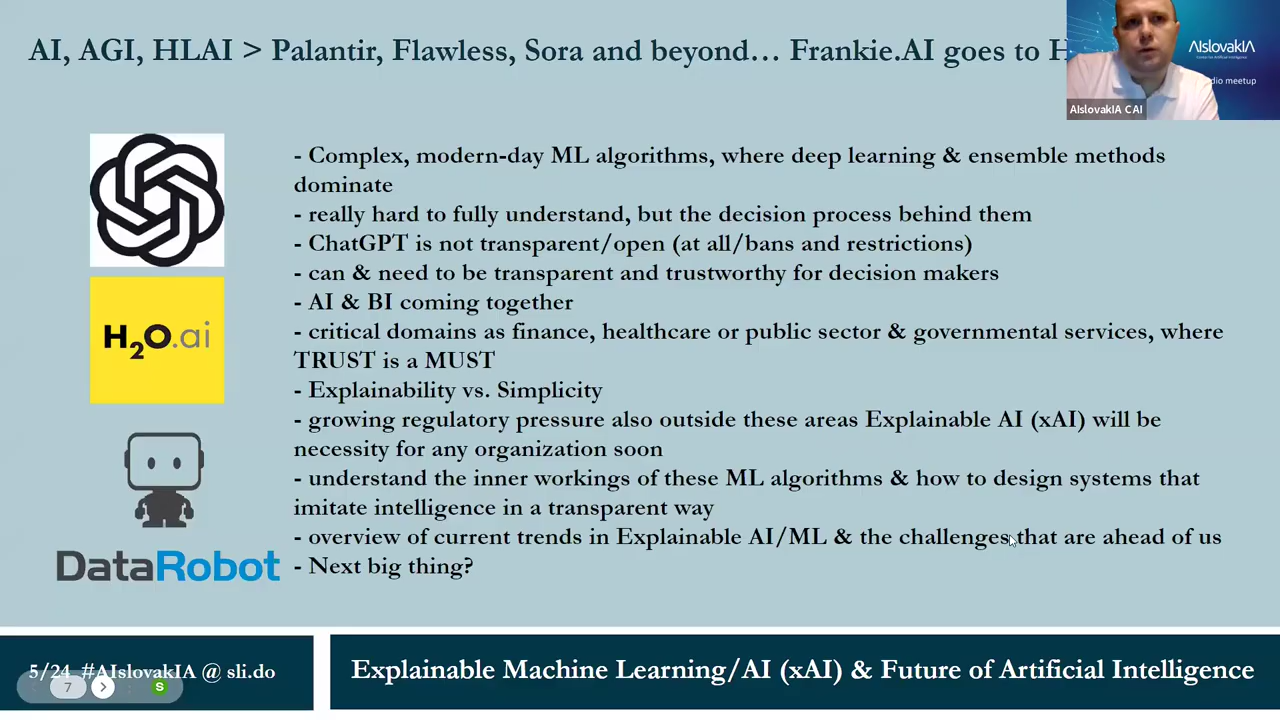 AI, AGI, HLAI > Palantir, Flawless, Sora and beyond... Frankie.AI goes to H
AIslovakIA
dio meetup
AIslovakIA CAI
- Complex, modern-day ML algorithms, where deep learning & ensemble methods
dominate
- really hard to fully understand, but the decision process behind them
- ChatGPT is not transparent/open (at all/bans and restrictions)
- can & need to be transparent and trustworthy for decision makers
- AI & BI coming together
H2O.ai
- critical domains as finance, healthcare or public sector & governmental services, where
TRUST is a MUST
- Explainability vs. Simplicity
- growing regulatory pressure also outside these areas Explainable AI (xAI) will be
necessity for any organization soon
- understand the inner workings of these ML algorithms & how to design systems that
imitate intelligence in a transparent way
- overview of current trends in Explainable AI/ML & the challenges that are ahead of us
DataRobot
- Next big thing?
5/24 #AIslovakIA @ sli.do
7
S
Explainable Machine Learning/AI (xAI) & Future of Artificial Intelligence